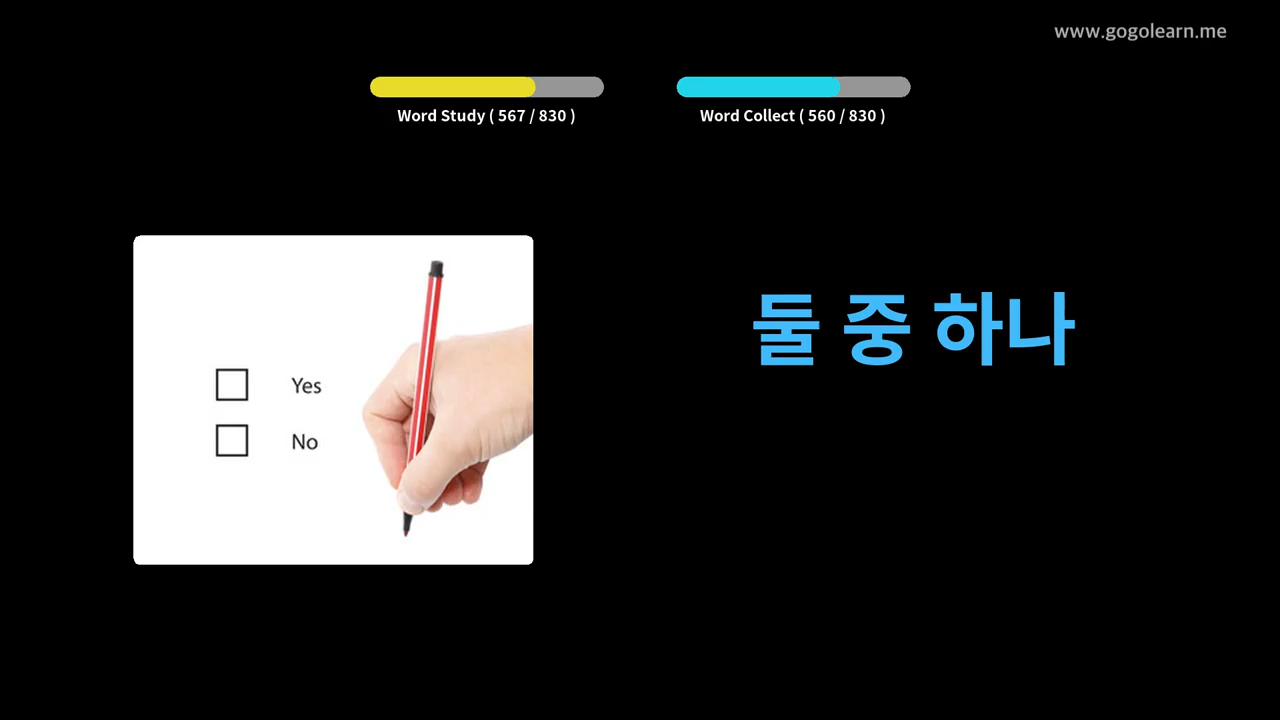 www.gogolearn.me
Word Study ( 567 / 830 )
Word Collect ( 560 / 830 )
Yes
No
둘 중 하나